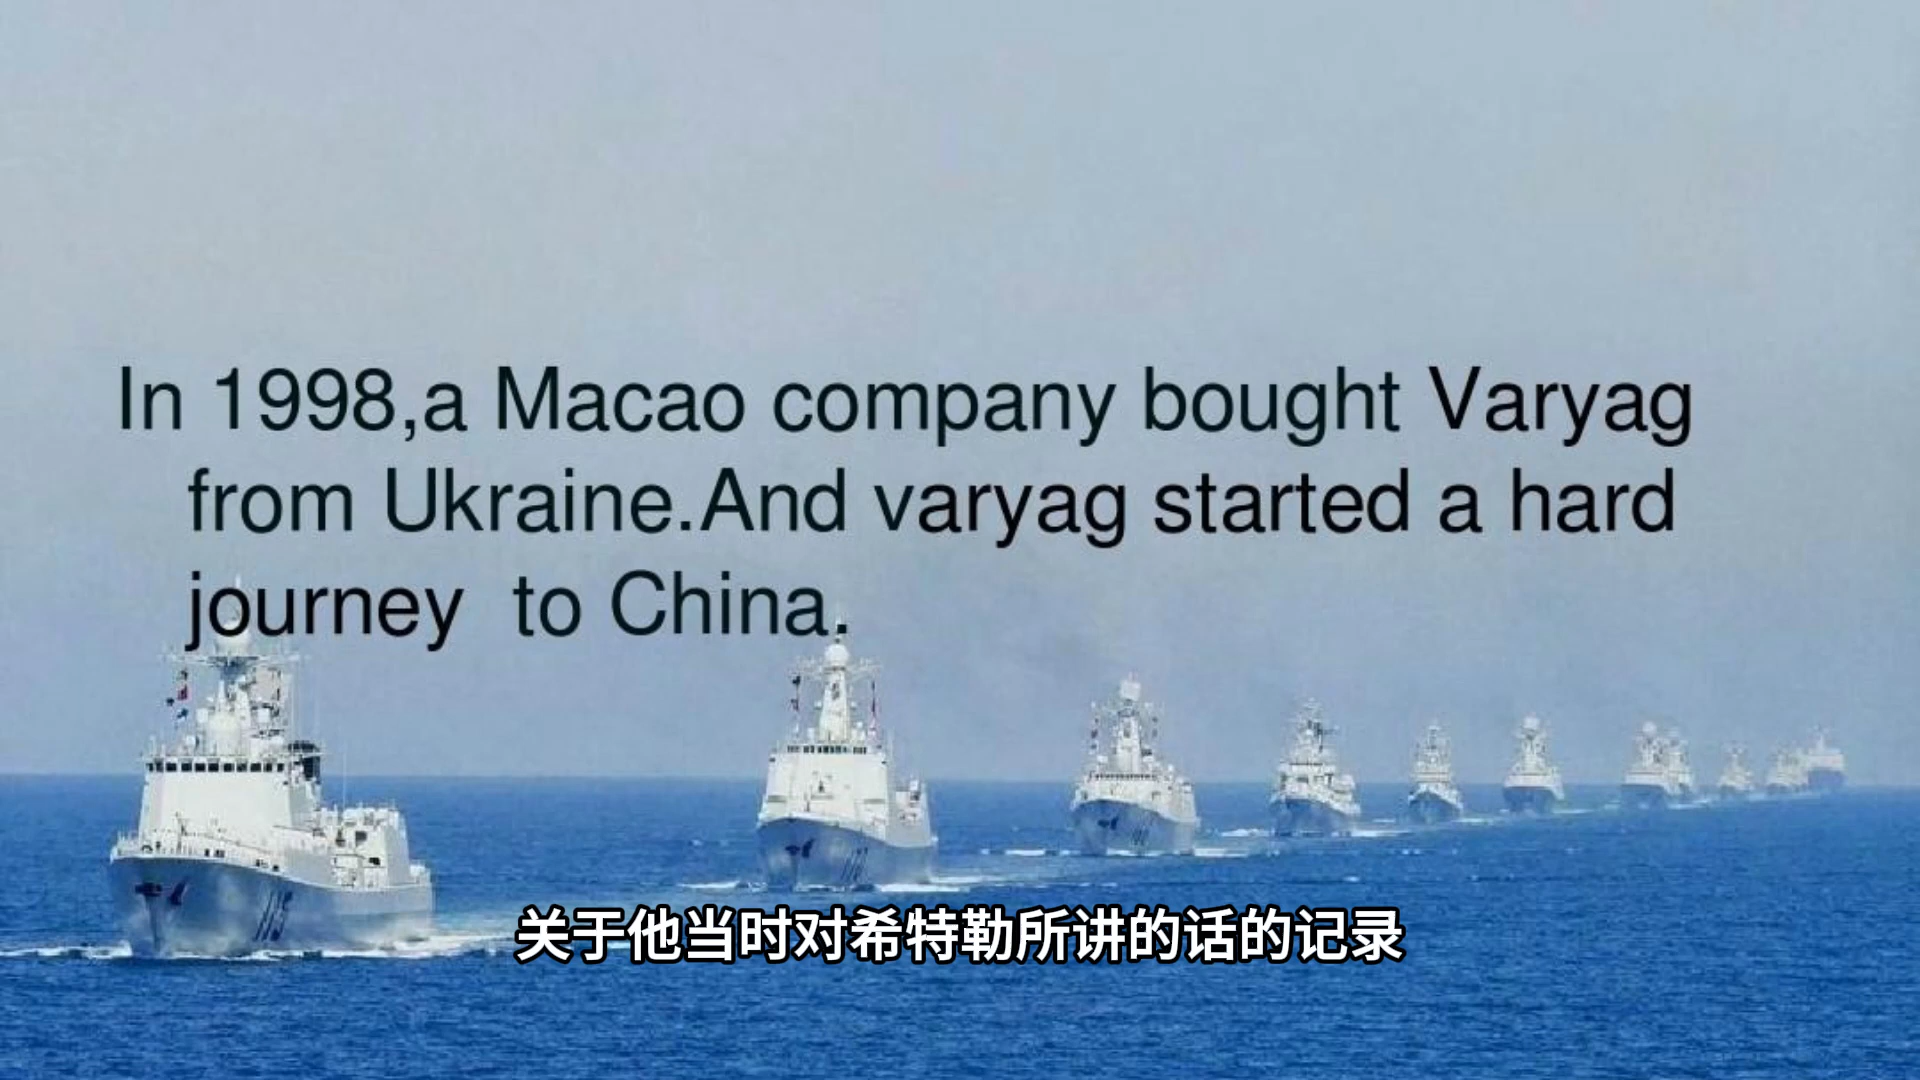 In 1998,a Macao company bought Varyag
from Ukraine.And varyag started a hard
journey  to China.
115
关于他当时对希特勒所讲的话的记录